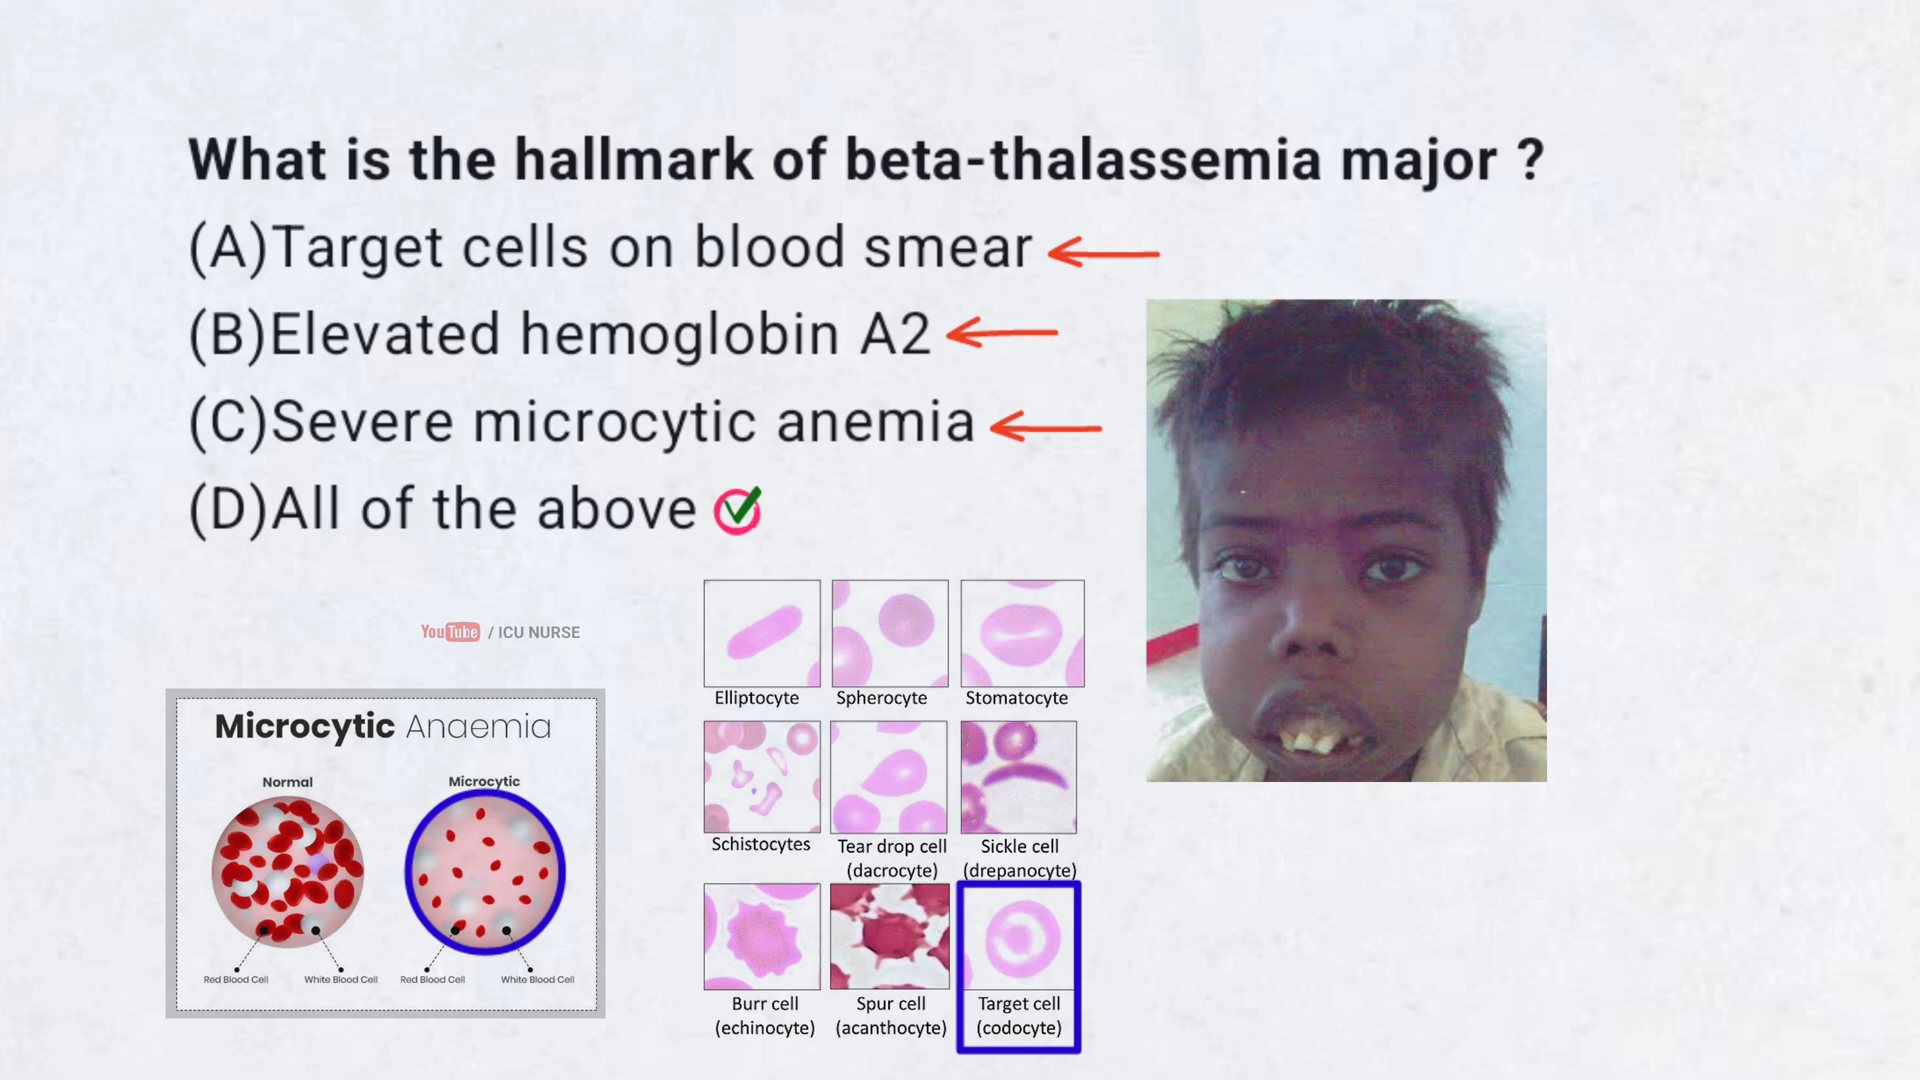 What is the hallmark of beta-thalassemia major ?
(A)Target cells on blood smear
(B)Elevated hemoglobin A2
(C)Severe microcytic anemia
(D)All of the above
YouTube / ICU NURSE
Microcytic Anaemia
Normal Microcytic
Red Blood Cell White Blood Cell Red Blood Cell White Blood Cell
Elliptocyte Spherocyte Stomatocyte
Schistocytes Tear drop cell Sickle cell
(dacrocyte) (drepanocyte)
Burr cell Spur cell Target cell
(echinocyte) (acanthocyte) (codocyte)